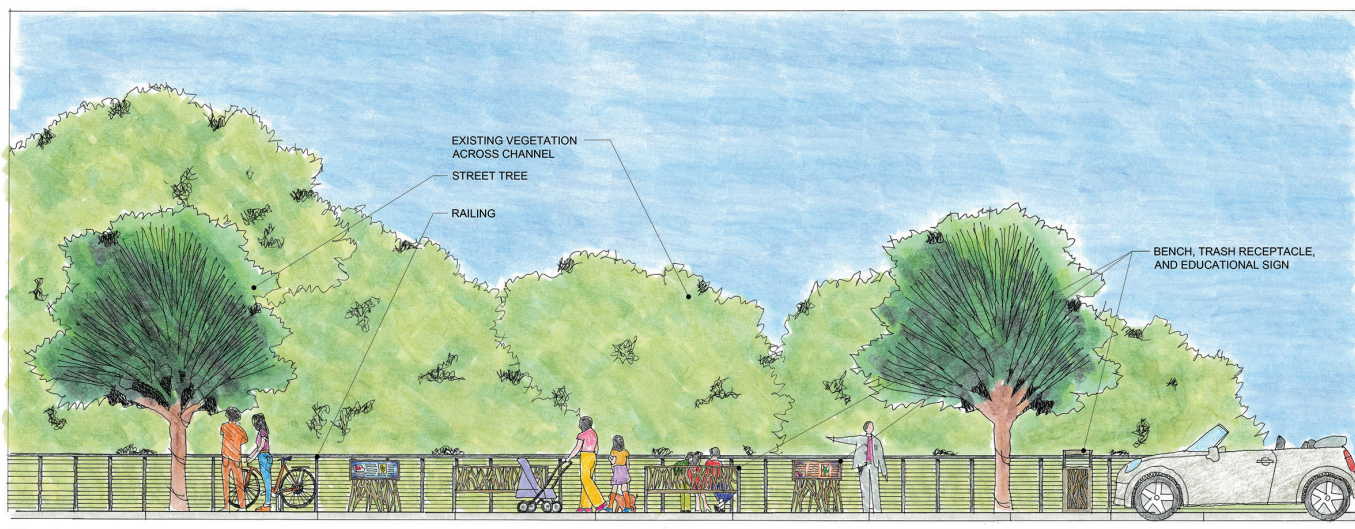 EXISTING VEGETATION
ACROSS CHANNEL
STREET TREE
RAILING
BENCH, TRASH RECEPTACLE,
AND EDUCATIONAL SIGN